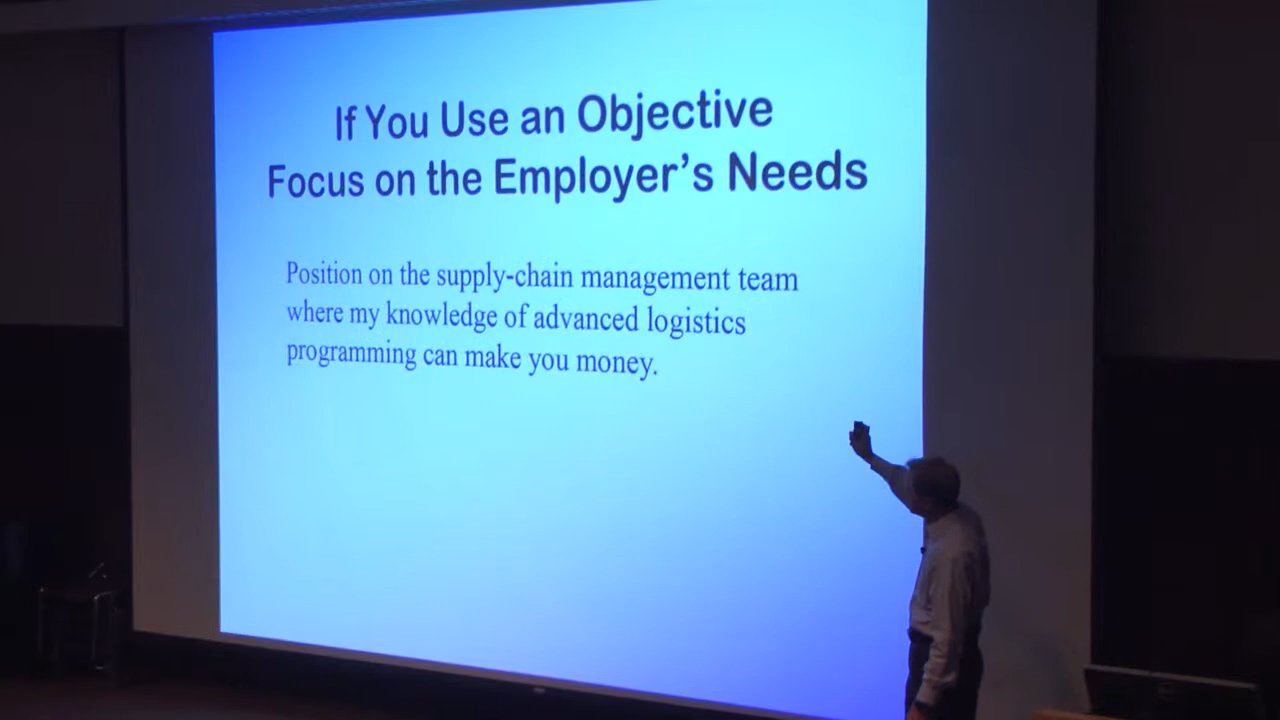 If You Use an Objective
Focus on the Employer's Needs
Position on the supply-chain management team
where my knowledge of advanced logistics
programming can make you money.